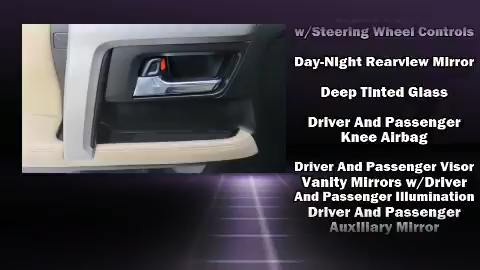 w/Steering Wheel Controls
Day-Night Rearview Mirror
Deep Tinted Glass
Driver And Passenger
Knee Airbag
Driver And Passenger Visor
Vanity Mirrors w/Driver
And Passenger Illumination
Driver And Passenger
Auxiliary Mirror